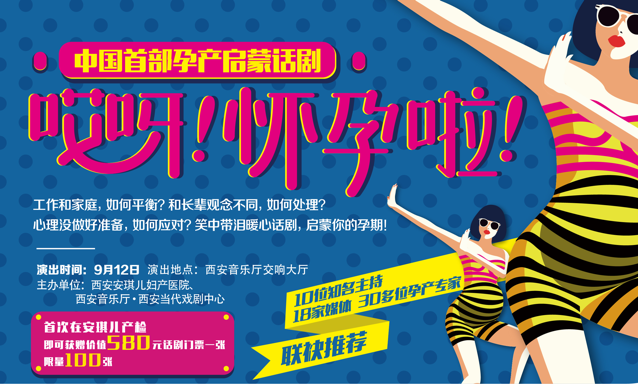 中国首部孕产启蒙话剧
哎呀！怀孕啦！
工作和家庭，如何平衡？和长辈观念不同，如何处理？
心理没做好准备，如何应对？笑中带泪暖心话剧，启蒙你的孕期！
演出时间：9月12日 演出地点：西安音乐厅交响大厅
主办单位：西安安琪儿妇产医院、
西安音乐厅·西安当代戏剧中心
首次在安琪儿产检
即可获赠价值580元话剧门票一张
限量100张
10位知名主持
18家媒体 30多位孕产专家
联袂推荐